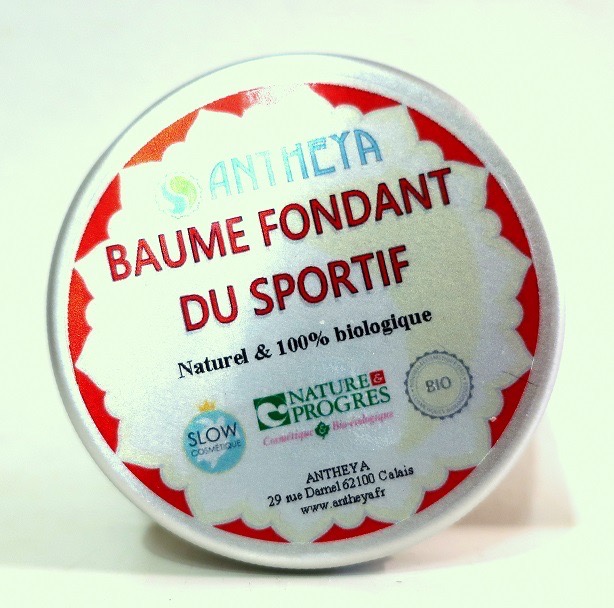 ANTHEYA
BAUME FONDANT
DU SPORTIF
Naturel & 100% biologique
SLOW
COSMÉTIQUE
NATURE &
PROGRES
Cosmétique Bio-écologique
BIO
ANTHEYA
29 rue Darnel 62100 Calais
www.antheya.fr